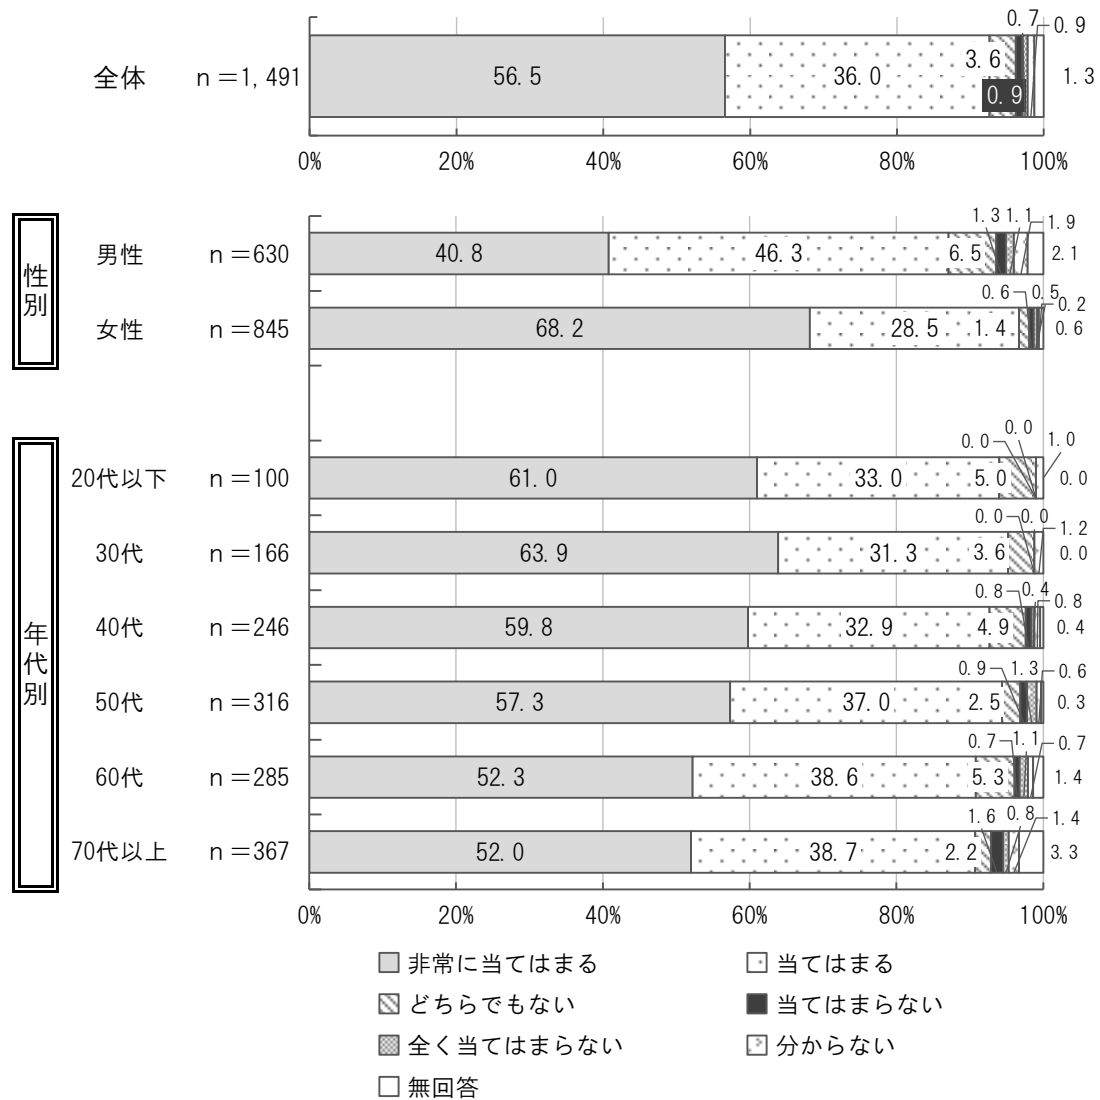 0.7
0.9
全体 n＝1,491 56.5 36.0 3.6 0.9 1.3
0% 20% 40% 60% 80% 100%
性別
1.3 1.1 1.9
男性 n＝630 40.8 46.3 6.5 2.1
0.6 0.5 0.2
女性 n＝845 68.2 28.5 1.4 0.6
年代別
0.0 0.0 1.0
20代以下 n＝100 61.0 33.0 5.0 0.0
0.0 0.0 1.2
30代 n＝166 63.9 31.3 3.6 0.0
0.8 0.4 0.8
40代 n＝246 59.8 32.9 4.9 0.4
0.9 1.3 0.6
50代 n＝316 57.3 37.0 2.5 0.3
0.7 1.1 0.7
60代 n＝285 52.3 38.6 5.3 1.4
1.6 0.8 1.4
70代以上 n＝367 52.0 38.7 2.2 3.3
0% 20% 40% 60% 80% 100%
非常に当てはまる 当てはまる
どちらでもない 当てはまらない
全く当てはまらない 分からない
無回答